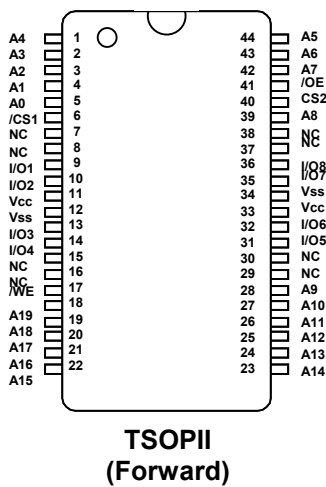 A4 1 44 A5
A3 2 43 A6
A2 3 42 A7
A1 4 41 /OE
A0 5 40 CS2
/CS1 6 39 A8
NC 7 38 NC
NC 8 37 NC
I/O1 9 36 I/O8
I/O2 10 35 I/O7
Vcc 11 34 Vss
Vss 12 33 Vcc
I/O3 13 32 I/O6
I/O4 14 31 I/O5
NC 15 30 NC
NC 16 29 NC
/WE 17 28 A9
A19 18 27 A10
A18 19 26 A11
A17 20 25 A12
A16 21 24 A13
A15 22 23 A14
TSOPII
(Forward)